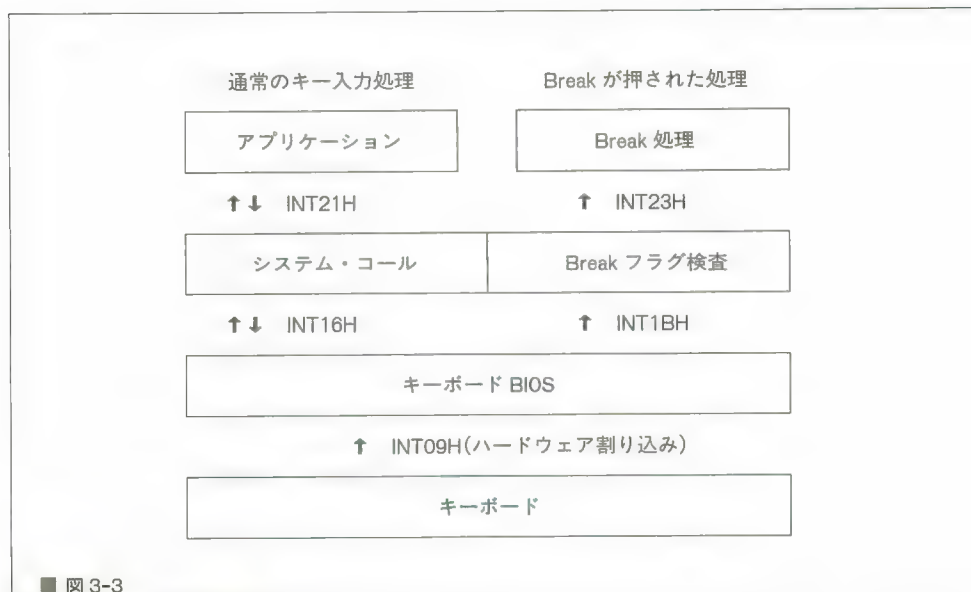 通常のキー入力処理　Break が押された処理
アプリケーション　Break 処理
↑↓ INT21H　↑ INT23H
システム・コール　Break フラグ検査
↑↓ INT16H　↑ INT1BH
キーボード BIOS
↑ INT09H(ハードウェア割り込み)
キーボード
■ 図 3-3